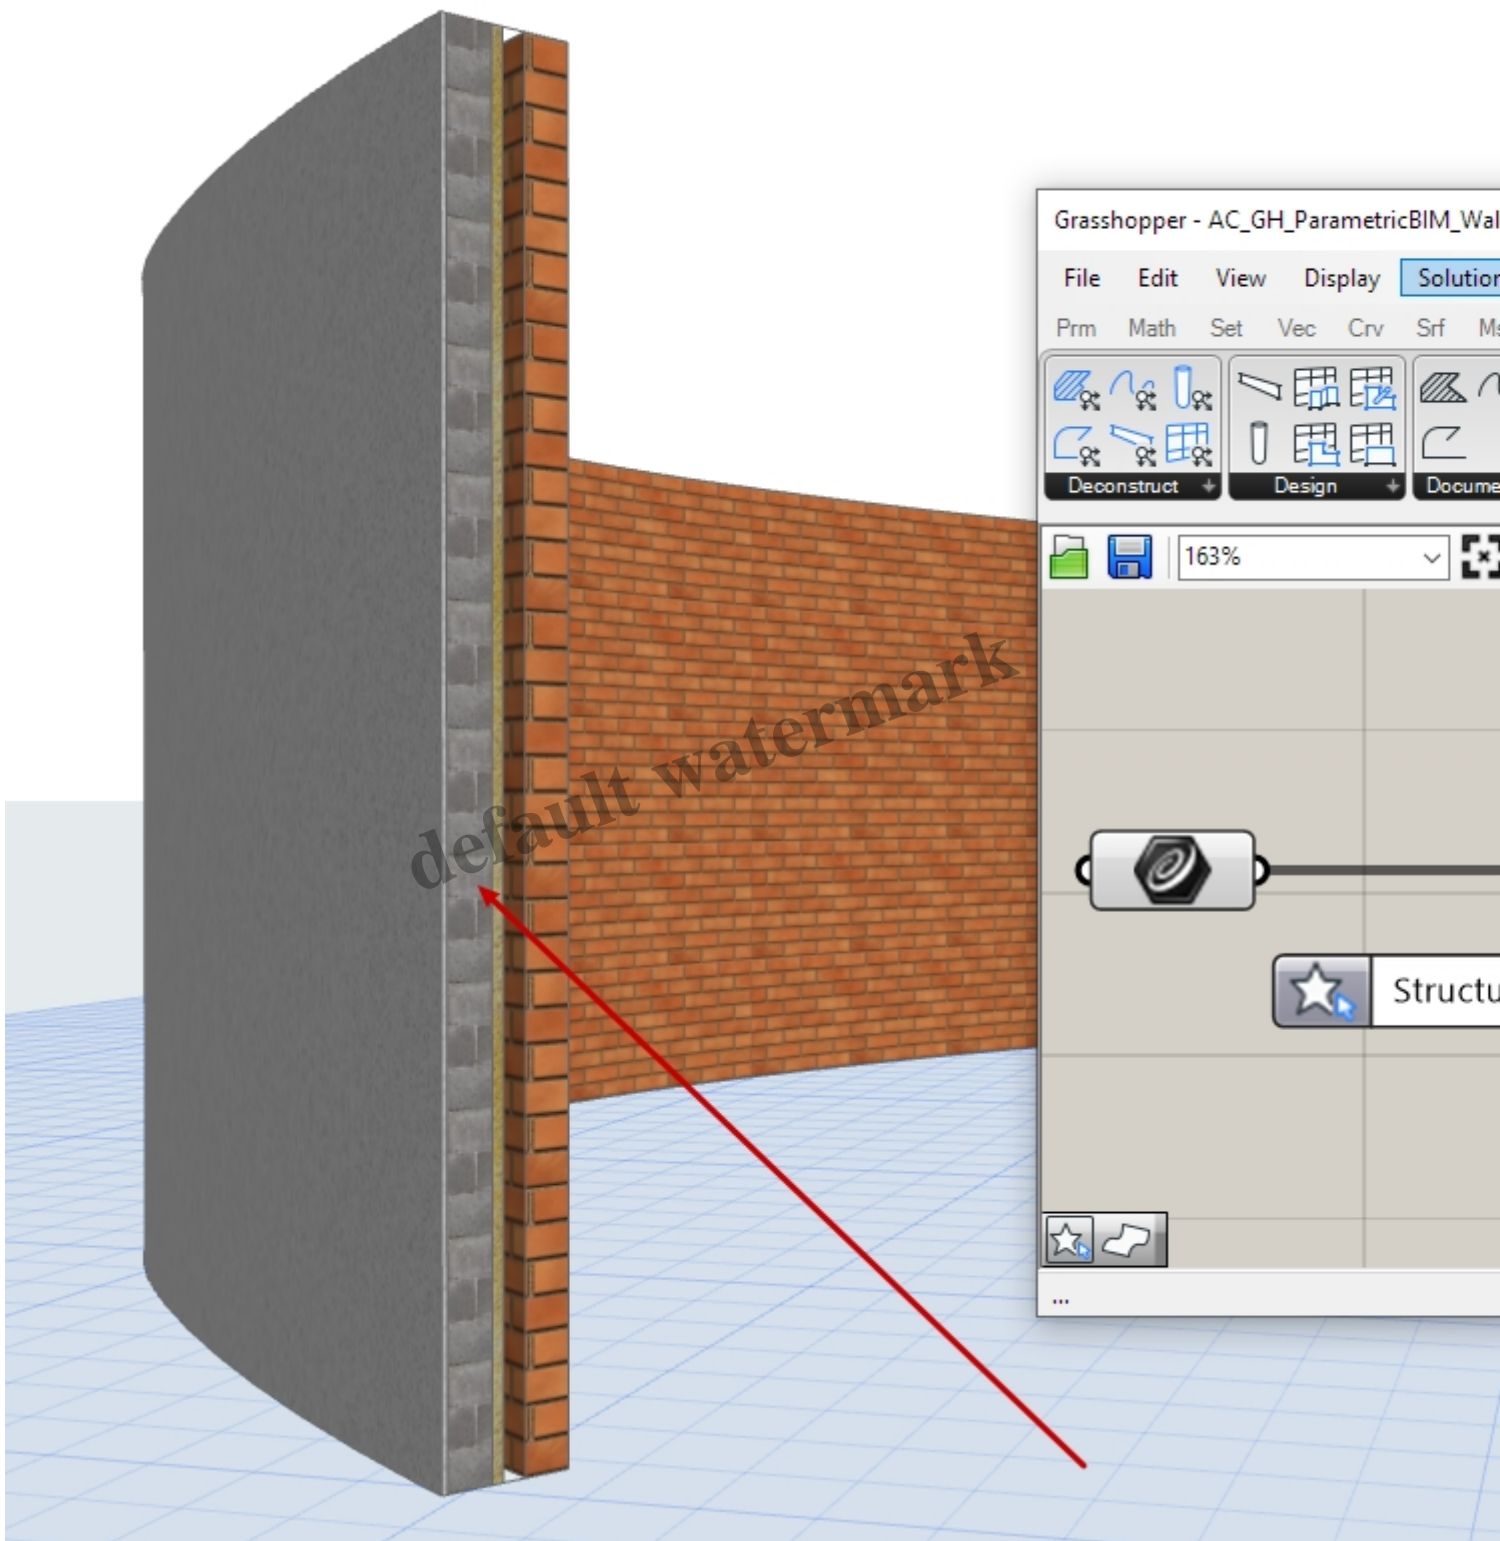 Grasshopper - AC_GH_ParametricBIM_Wal
File Edit View Display Solution
Prm Math Set Vec Crv Srf Ms
Deconstruct Design Docume
163%
default watermark
Structu
...